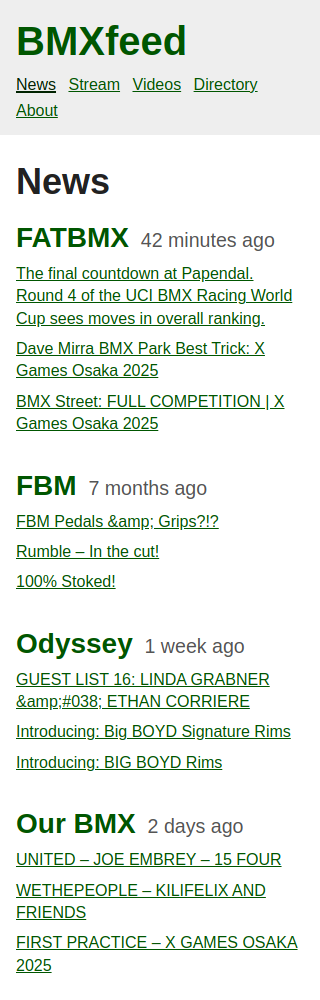 BMXfeed
News Stream Videos Directory
About
News
FATBMX 42 minutes ago
The final countdown at Papendal.
Round 4 of the UCI BMX Racing World
Cup sees moves in overall ranking.
Dave Mirra BMX Park Best Trick: X
Games Osaka 2025
BMX Street: FULL COMPETITION | X
Games Osaka 2025
FBM 7 months ago
FBM Pedals &amp; Grips?!?
Rumble – In the cut!
100% Stoked!
Odyssey 1 week ago
GUEST LIST 16: LINDA GRABNER
&amp;#038; ETHAN CORRIERE
Introducing: Big BOYD Signature Rims
Introducing: BIG BOYD Rims
Our BMX 2 days ago
UNITED – JOE EMBREY – 15 FOUR
WETHEPEOPLE – KILIFELIX AND
FRIENDS
FIRST PRACTICE – X GAMES OSAKA
2025